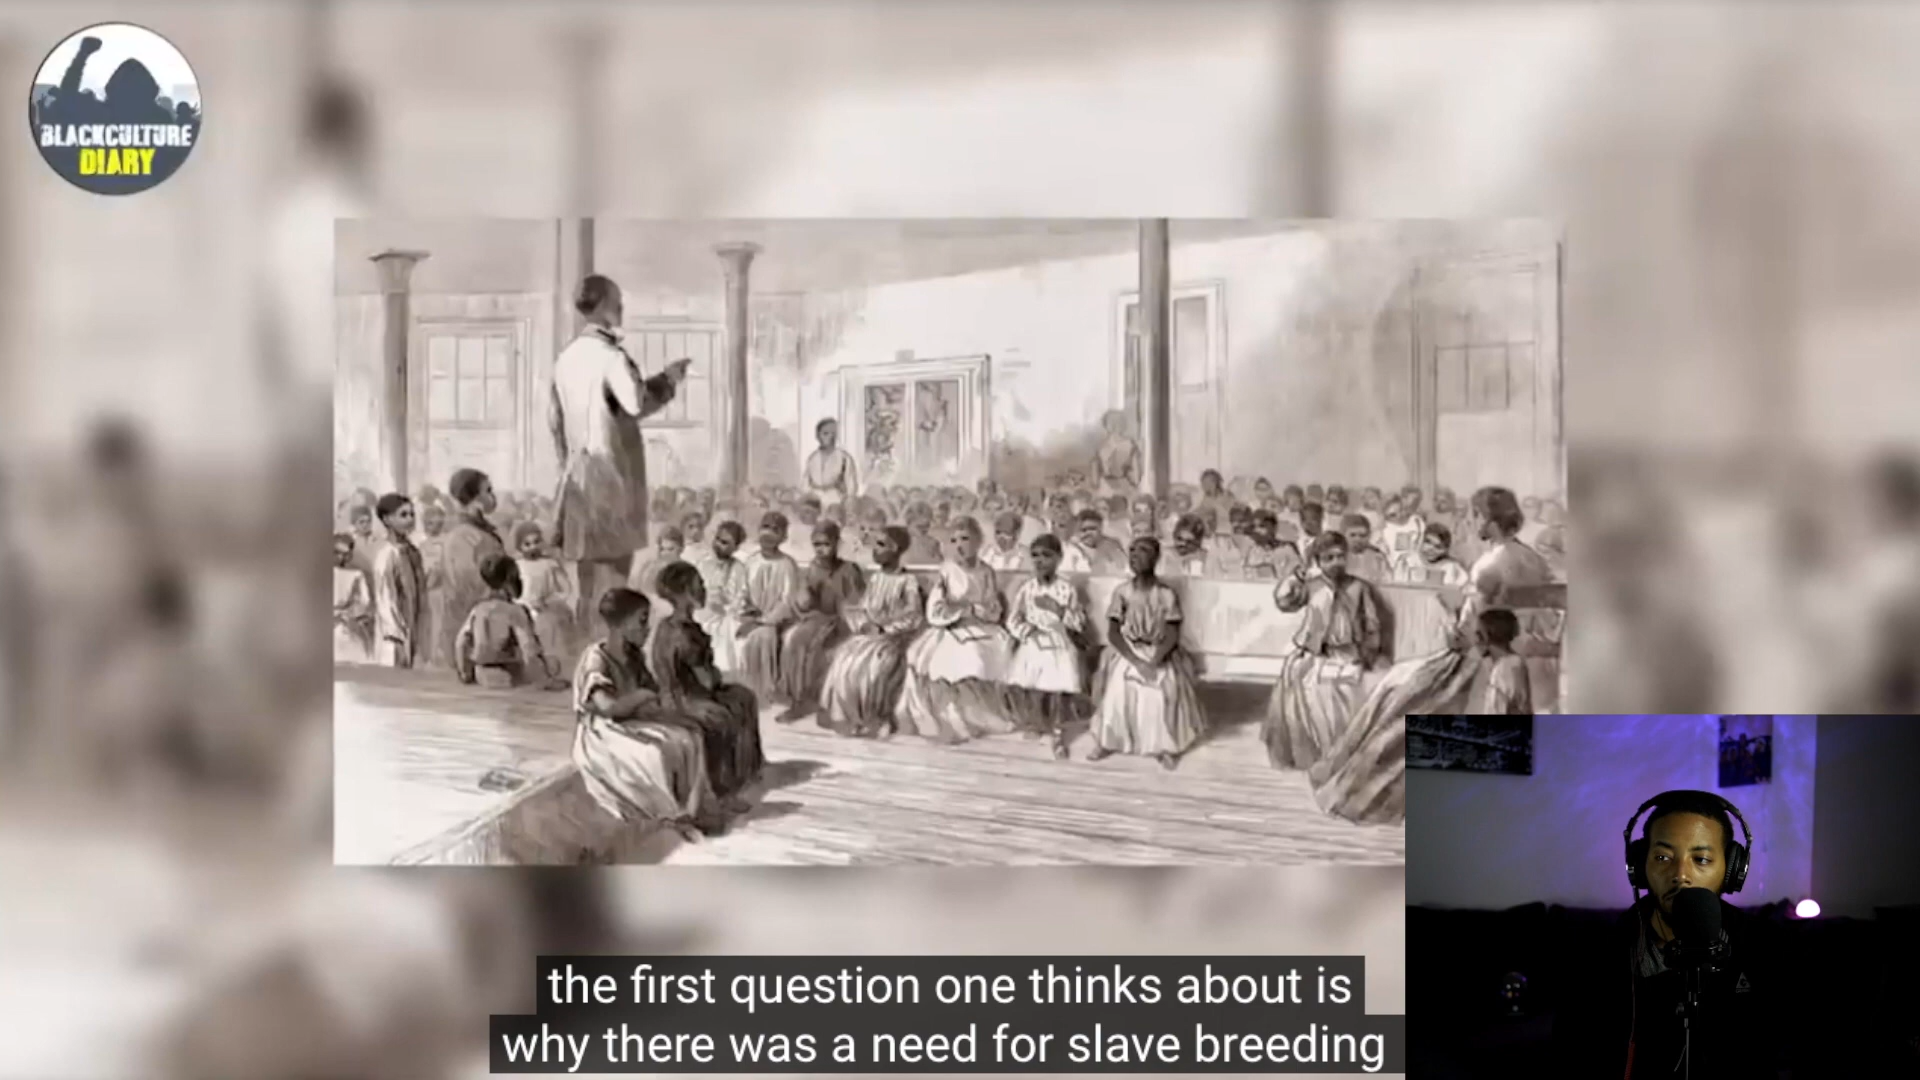 BLACKCULTURE
DIARY
the first question one thinks about is
why there was a need for slave breeding